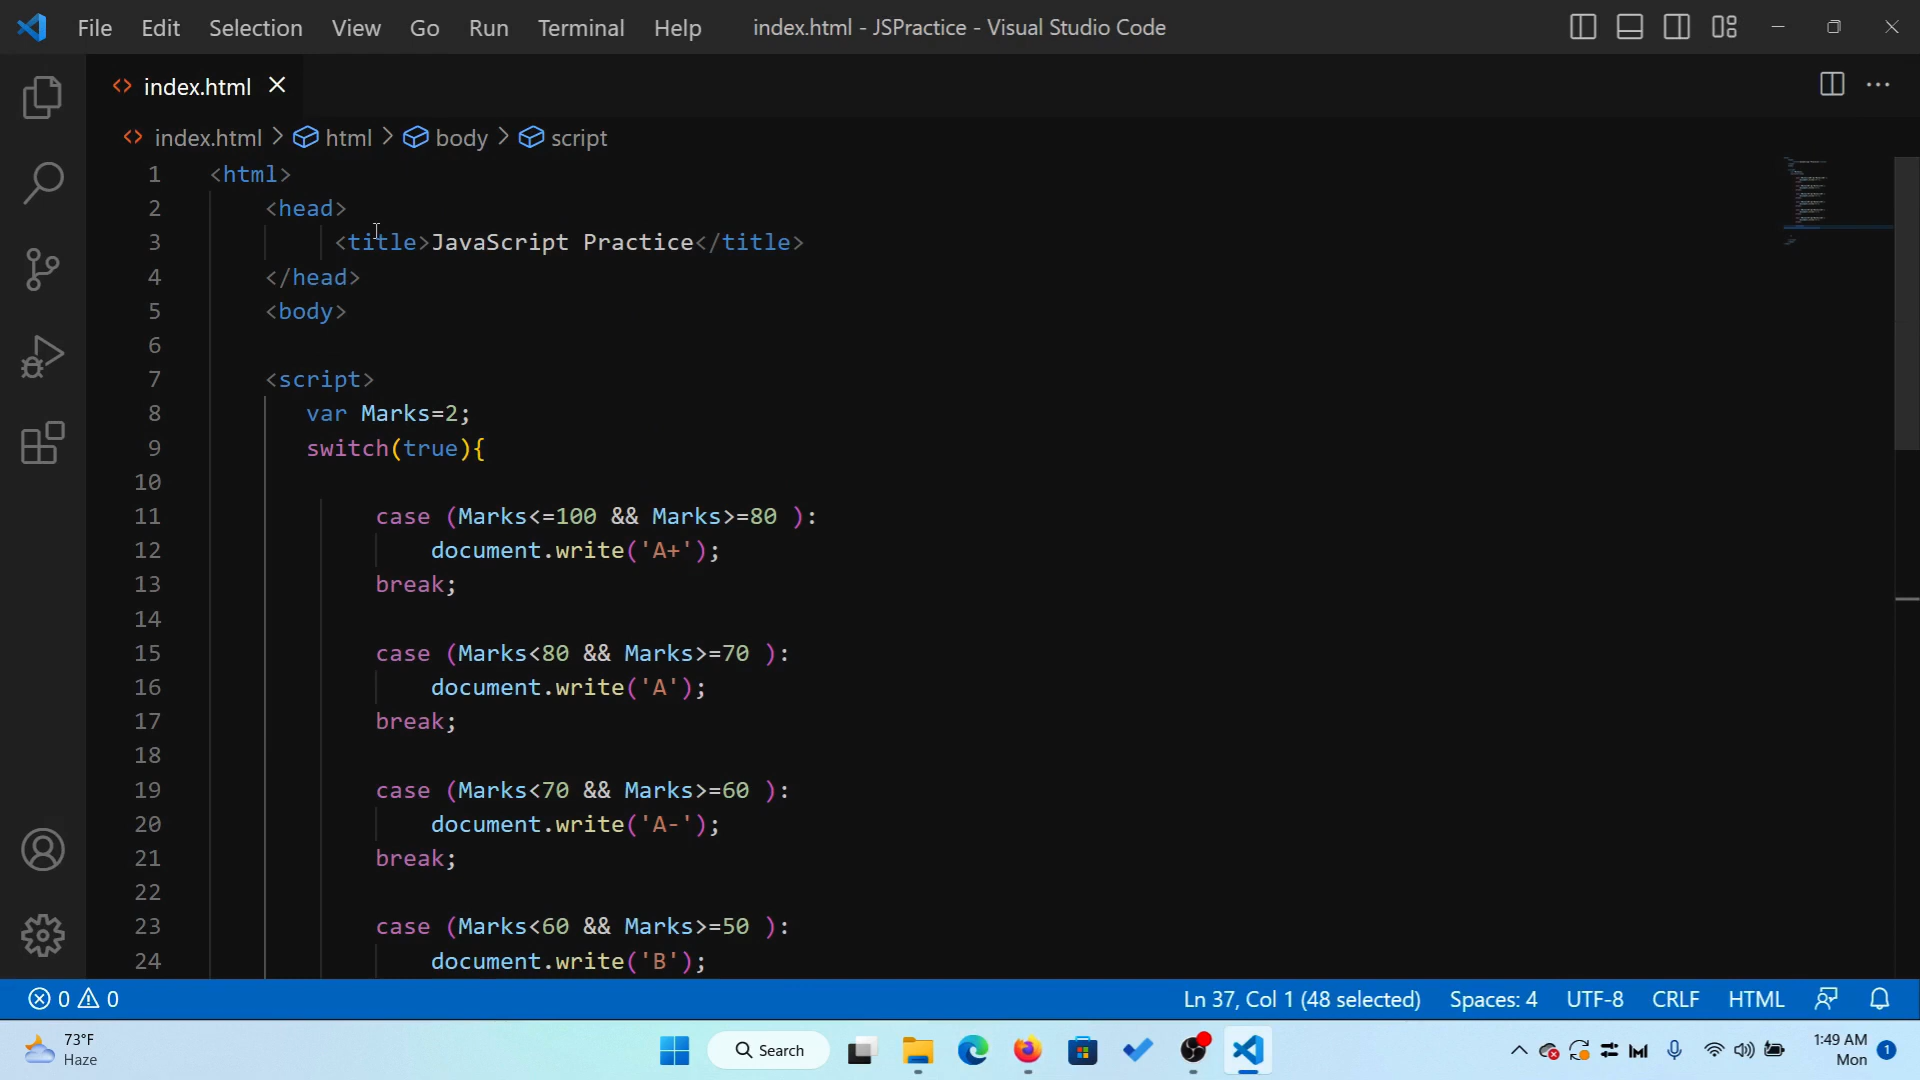 File Edit Selection View Go Run Terminal Help index.html - JSPractice - Visual Studio Code
index.html
index.html > html > body > script
1 <html>
2 <head>
3 <title>JavaScript Practice</title>
4 </head>
5 <body>
6
7 <script>
8 var Marks=2;
9 switch(true){
10
11 case (Marks<=100 && Marks>=80 ):
12 document.write('A+');
13 break;
14
15 case (Marks<80 && Marks>=70 ):
16 document.write('A');
17 break;
18
19 case (Marks<70 && Marks>=60 ):
20 document.write('A-');
21 break;
22
23 case (Marks<60 && Marks>=50 ):
24 document.write('B');
0 0 Ln 37, Col 1 (48 selected) Spaces: 4 UTF-8 CRLF HTML
73°F
Haze
Search
1:49 AM
Mon
1